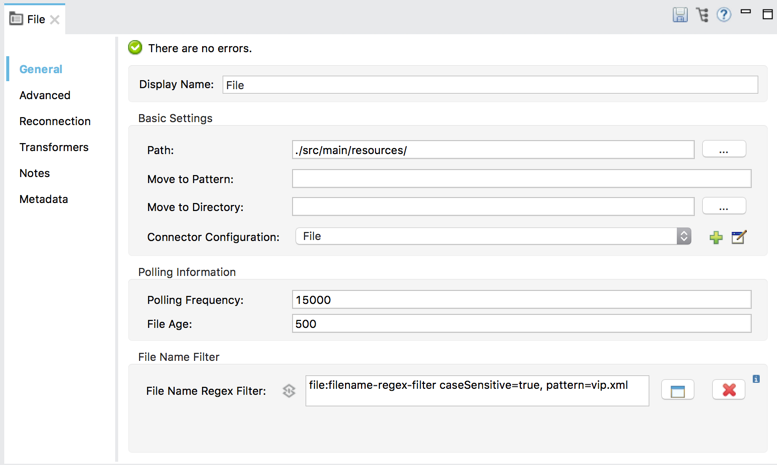 File
There are no errors.
General
Advanced
Reconnection
Transformers
Notes
Metadata
Display Name: File
Basic Settings
Path: ./src/main/resources/ ...
Move to Pattern:
Move to Directory: ...
Connector Configuration: File
Polling Information
Polling Frequency: 15000
File Age: 500
File Name Filter
File Name Regex Filter: file:filename-regex-filter caseSensitive=true, pattern=vip.xml